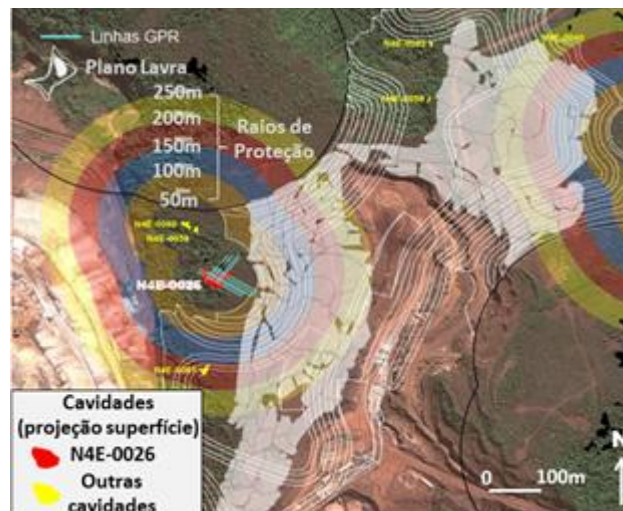 Linhas GPR
Plano Lavra
250m
200m
150m
100m
50m
Raios de
Proteção
N4E-0026
Cavidades
(projeção superfície)
N4E-0026
Outras
cavidades
0 100m
N